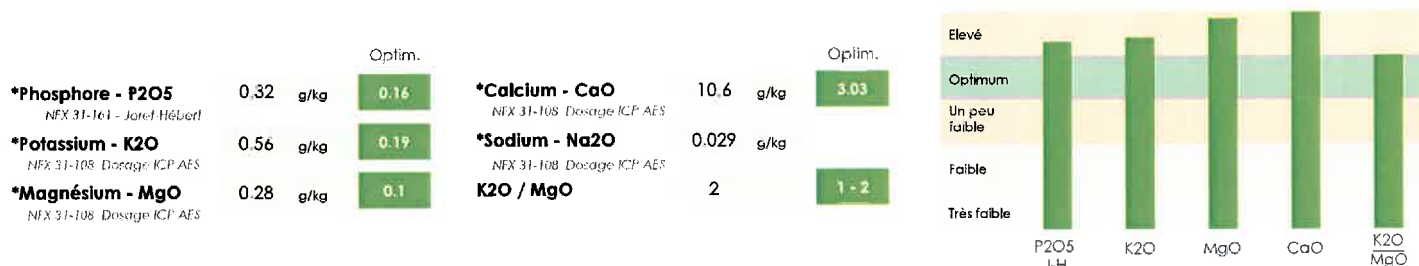 Optim.
*Phosphore - P2O5 0.32 g/kg 0.16
NFX 31-161 - Joret-Hébert
*Potassium - K2O 0.56 g/kg 0.19
NFX 31-108 Dosage ICP AES
*Magnésium - MgO 0.28 g/kg 0.1
NFX 31-108 Dosage ICP AES
Optim.
*Calcium - CaO 10.6 g/kg 3.03
NFX 31-108 Dosage ICP AES
*Sodium - Na2O 0.029 g/kg
NFX 31-108 Dosage ICP AES
K2O / MgO 2 1 - 2
Elevé
Optimum
Un peu
faible
Faible
Très faible
P2O5
J-H
K2O
MgO
CaO
K2O
MgO